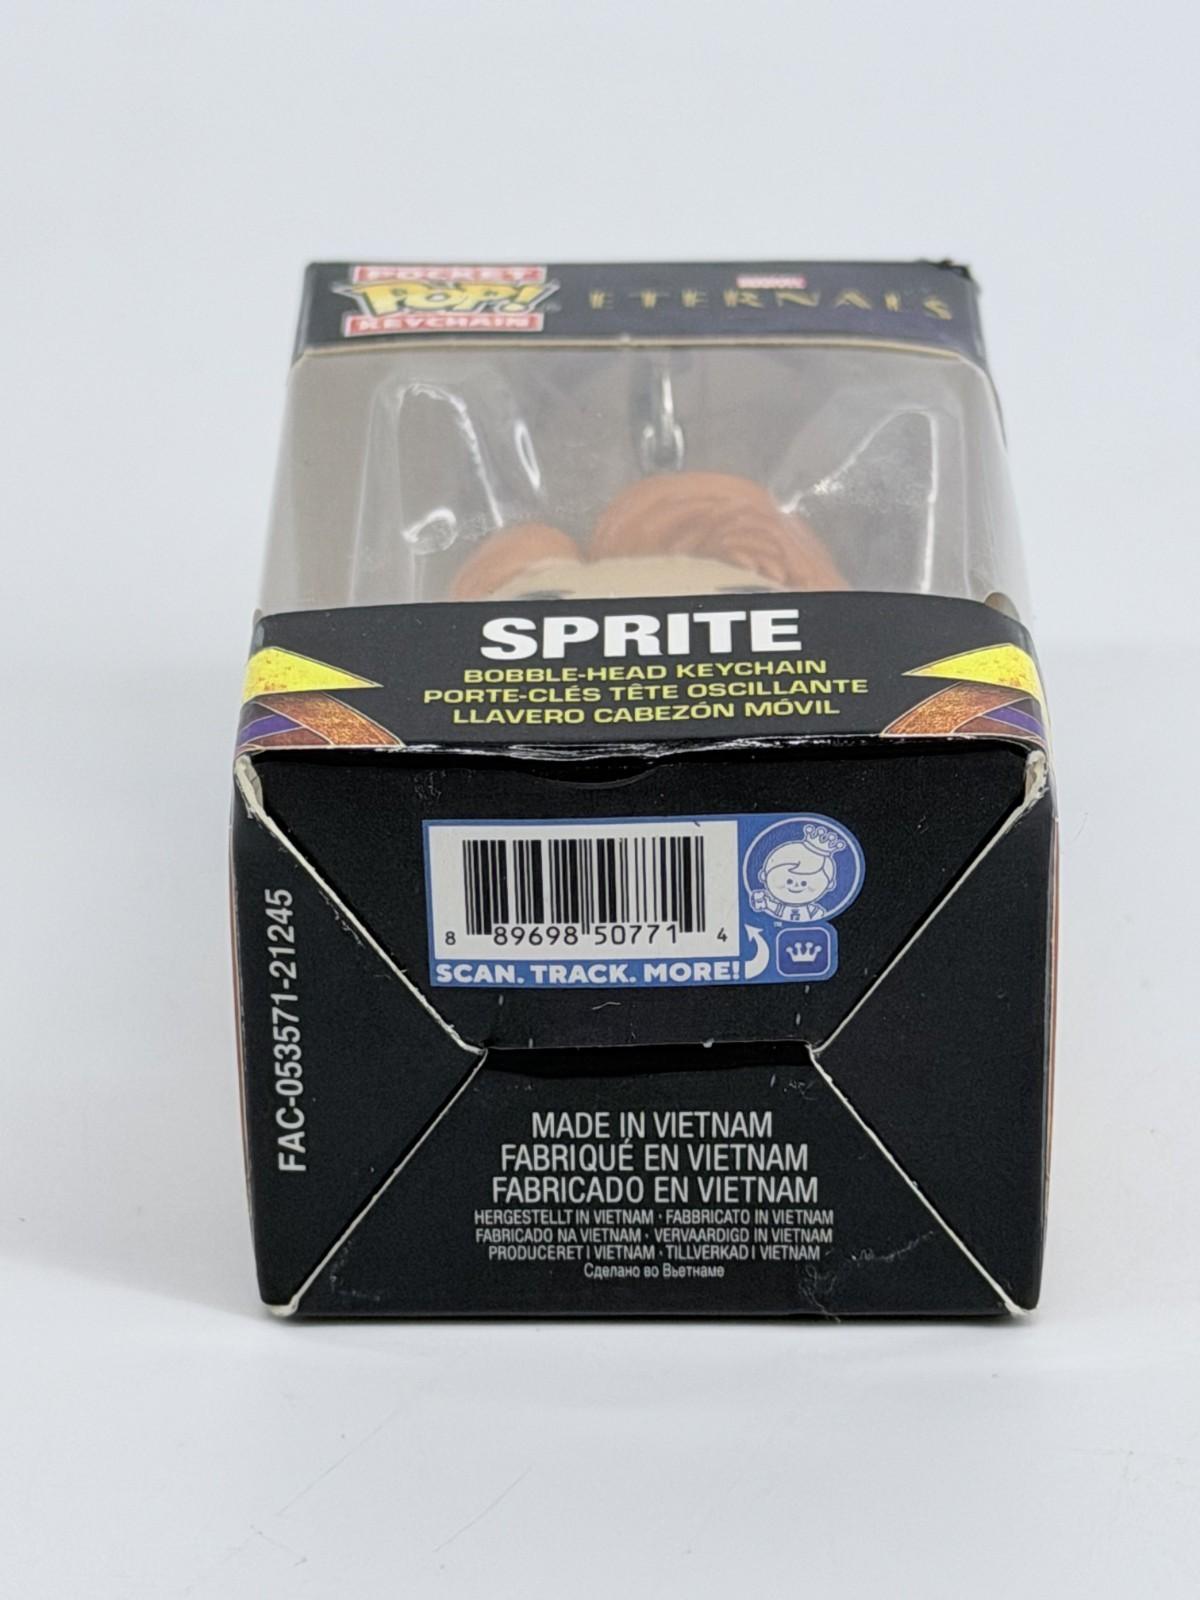 POCKET
POP!
KEYCHAIN
MARVEL
ETERNALS
SPRITE
BOBBLE-HEAD KEYCHAIN
PORTE-CLÉS TÊTE OSCILLANTE
LLAVERO CABEZÓN MÓVIL
8 89698 50771 4
SCAN. TRACK. MORE!
FAC-053571-21245
MADE IN VIETNAM
FABRIQUÉ EN VIETNAM
FABRICADO EN VIETNAM
HERGESTELLT IN VIETNAM · FABBRICATO IN VIETNAM
FABRICADO NA VIETNAM · VERVAARDIGD IN VIETNAM
PRODUCERET I VIETNAM · TILLVERKAD I VIETNAM
Сделано во Вьетнаме